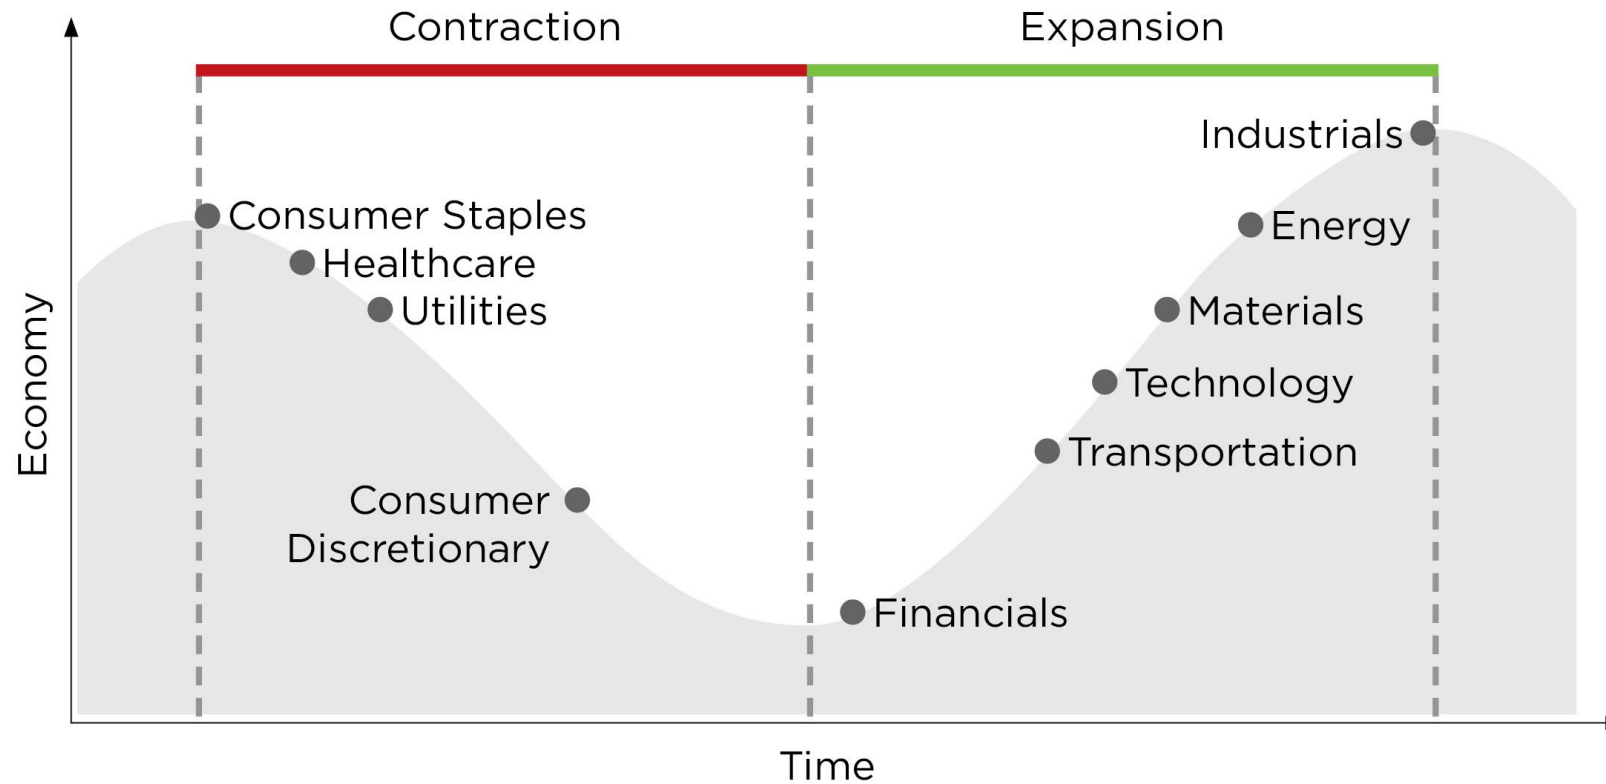 Contraction
Expansion
Industrials
Consumer Staples
Energy
Healthcare
Utilities
Materials
Technology
Transportation
Consumer
Discretionary
Financials
Economy
Time